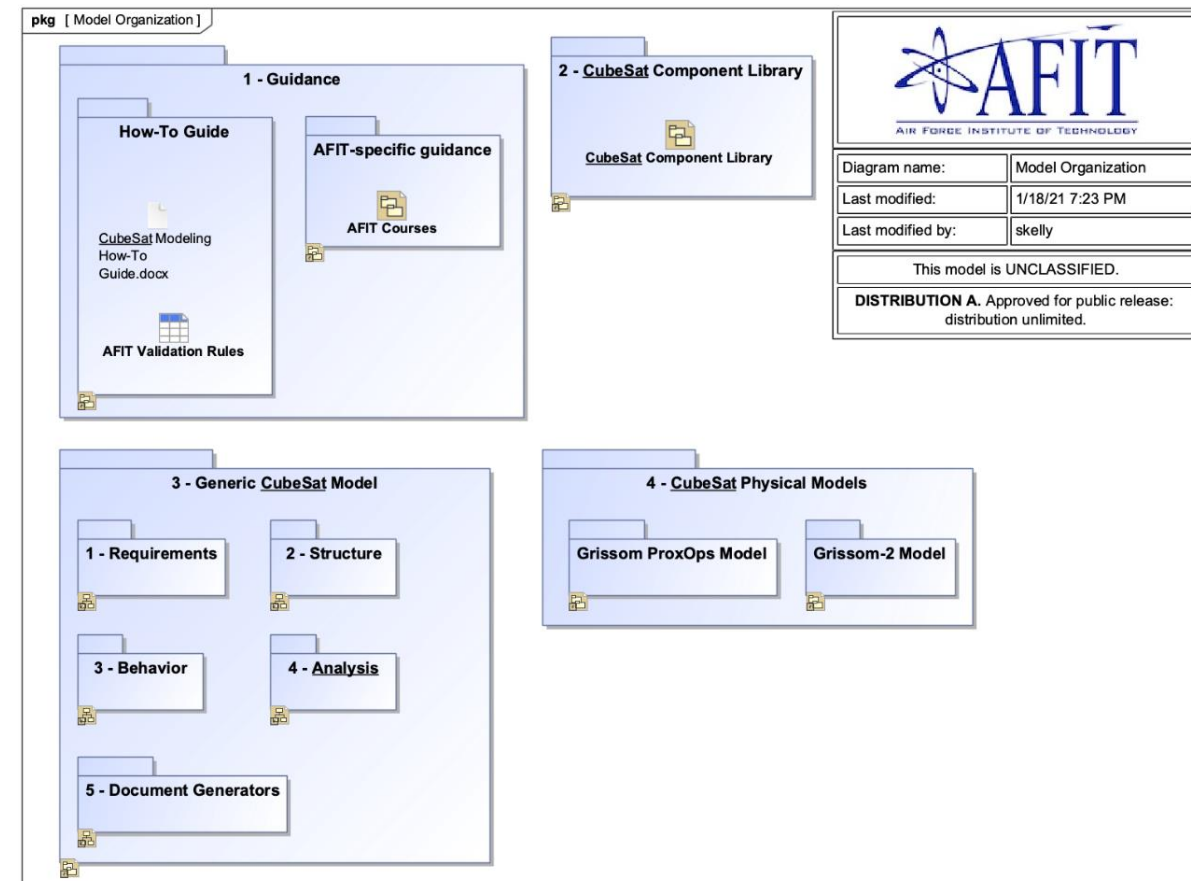 pkg [ Model Organization ]
1 - Guidance
How-To Guide
CubeSat Modeling
How-To
Guide.docx
AFIT Validation Rules
AFIT-specific guidance
AFIT Courses
2 - CubeSat Component Library
CubeSat Component Library
AFIT
AIR FORCE INSTITUTE OF TECHNOLOGY
Diagram name: Model Organization
Last modified: 1/18/21 7:23 PM
Last modified by: skelly
This model is UNCLASSIFIED.
DISTRIBUTION A. Approved for public release:
distribution unlimited.
3 - Generic CubeSat Model
1 - Requirements
2 - Structure
3 - Behavior
4 - Analysis
5 - Document Generators
4 - CubeSat Physical Models
Grissom ProxOps Model
Grissom-2 Model